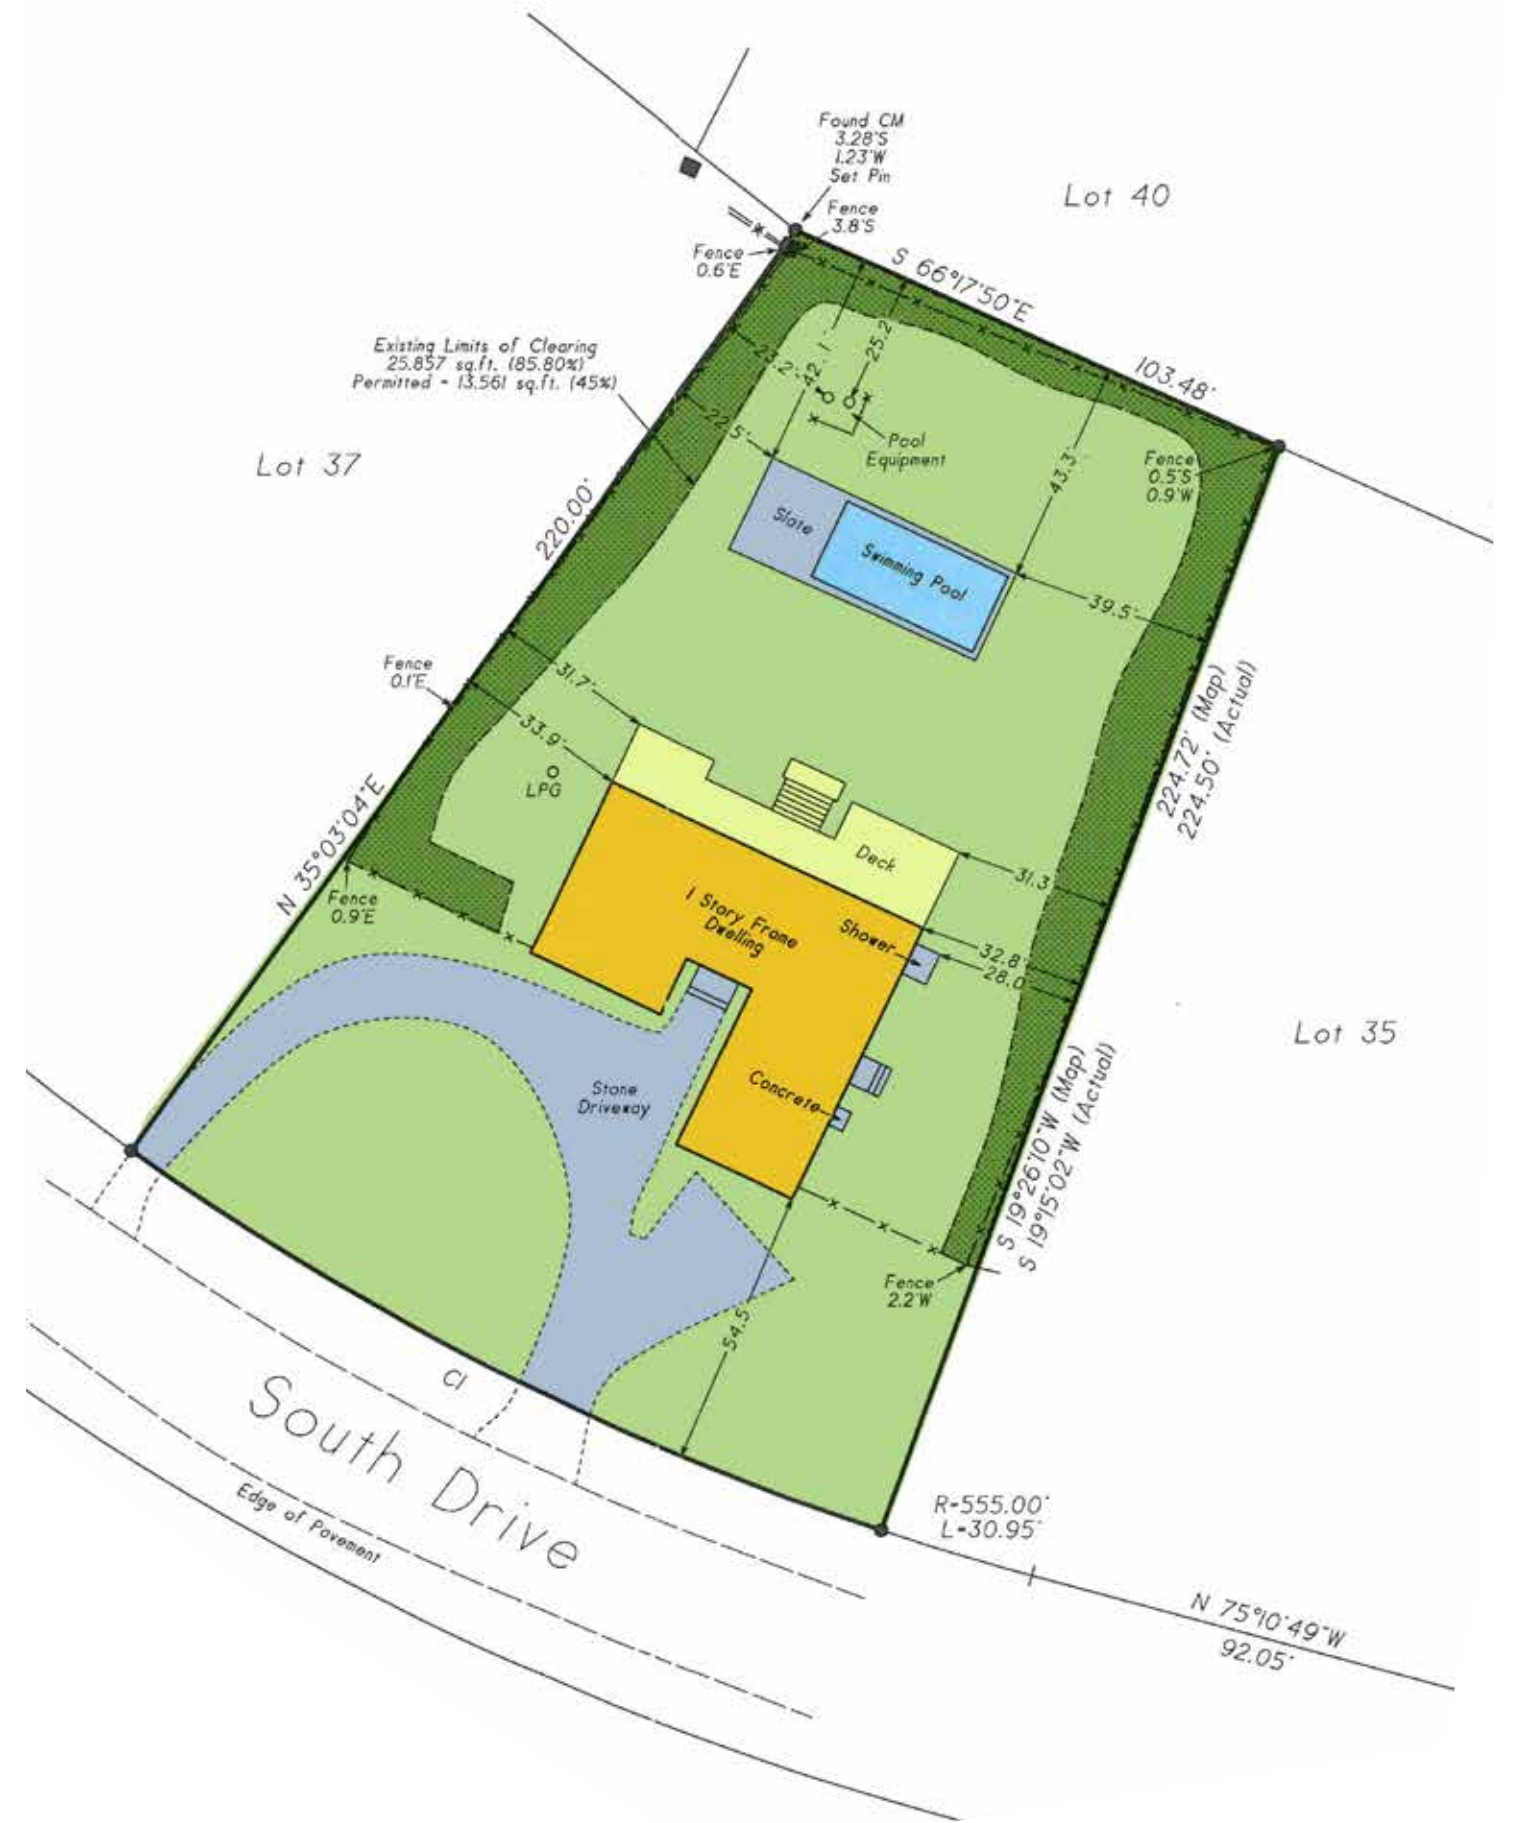 Found CM
3.28'S
1.23'W
Set Pin
Lot 40
Fence
3.8'S
Fence
0.6'E
S 66°17'50"E
103.48'
Existing Limits of Clearing
25.857 sq.ft. (85.80%)
Permitted - 13.561 sq.ft. (45%)
23.2'
42.1'
25.2'
22.5'
Pool
Equipment
43.3'
Fence
0.5'S
0.9'W
Lot 37
220.00'
Slate
Swimming Pool
39.5'
Fence
0.1'E
31.7'
33.9'
LPG
224.72' (Map)
224.50' (Actual)
N 35°03'04"E
Deck
31.3'
Fence
0.9'E
1 Story Frame
Dwelling
Shower
32.8'
28.0'
Lot 35
Stone
Driveway
Concrete
S 19°26'10"W (Map)
S 19°15'02"W (Actual)
Fence
2.2'W
54.5'
C1
South Drive
Edge of Pavement
R-555.00'
L-30.95'
N 75°10'49"W
92.05'